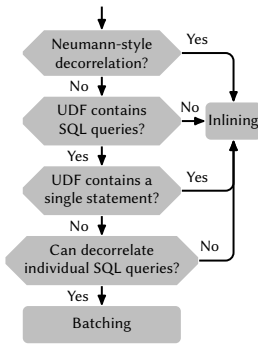 Neumann-style
decorrelation?
Yes
No
UDF contains
SQL queries?
No
Inlining
Yes
UDF contains a
single statement?
Yes
No
Can decorrelate
individual SQL queries?
No
Yes
Batching